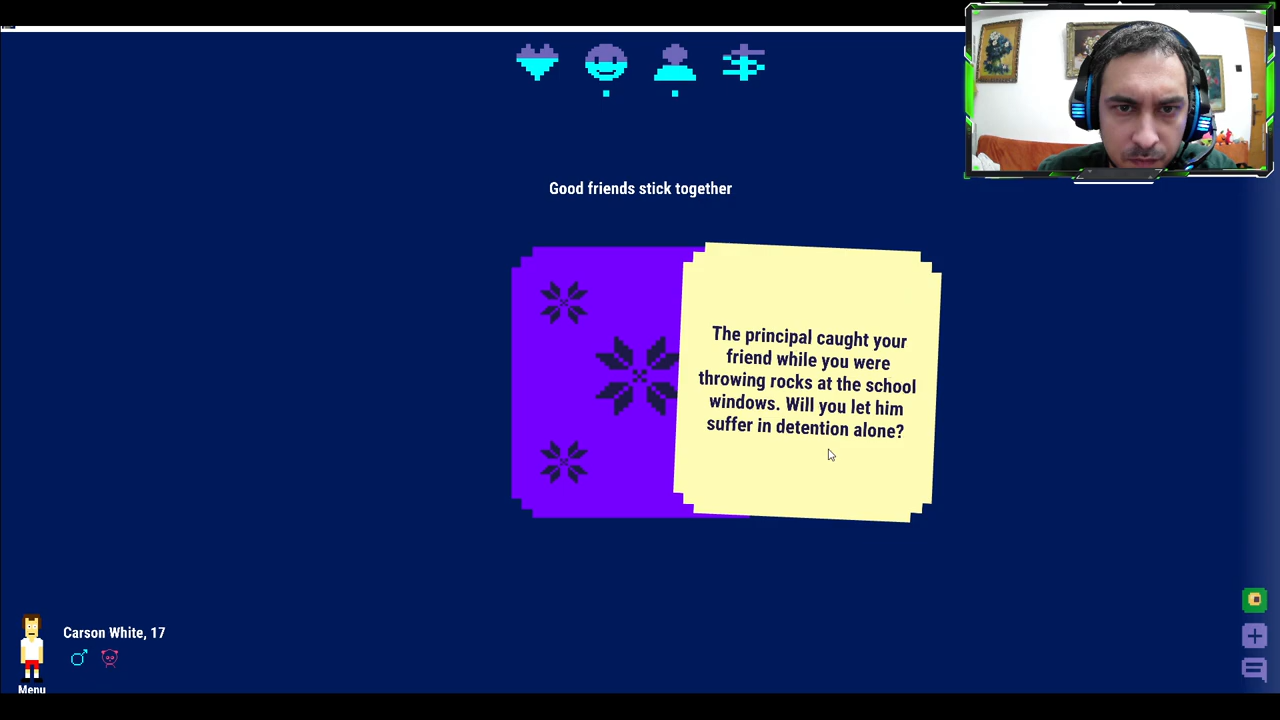 Good friends stick together
The principal caught your
friend while you were
throwing rocks at the school
windows. Will you let him
suffer in detention alone?
Carson White, 17
Menu